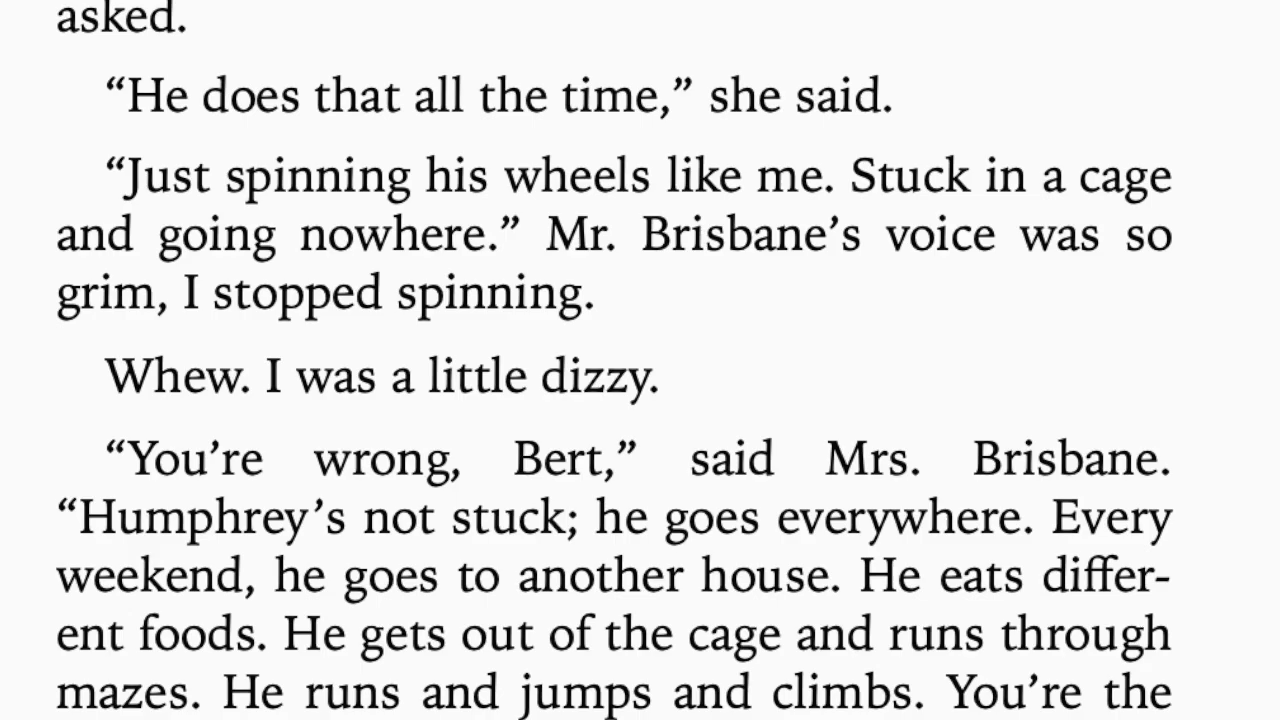 asked.
“He does that all the time,” she said.
“Just spinning his wheels like me. Stuck in a cage
and going nowhere.” Mr. Brisbane’s voice was so
grim, I stopped spinning.
Whew. I was a little dizzy.
“You’re wrong, Bert,” said Mrs. Brisbane.
“Humphrey’s not stuck; he goes everywhere. Every
weekend, he goes to another house. He eats differ-
ent foods. He gets out of the cage and runs through
mazes. He runs and jumps and climbs. You’re the